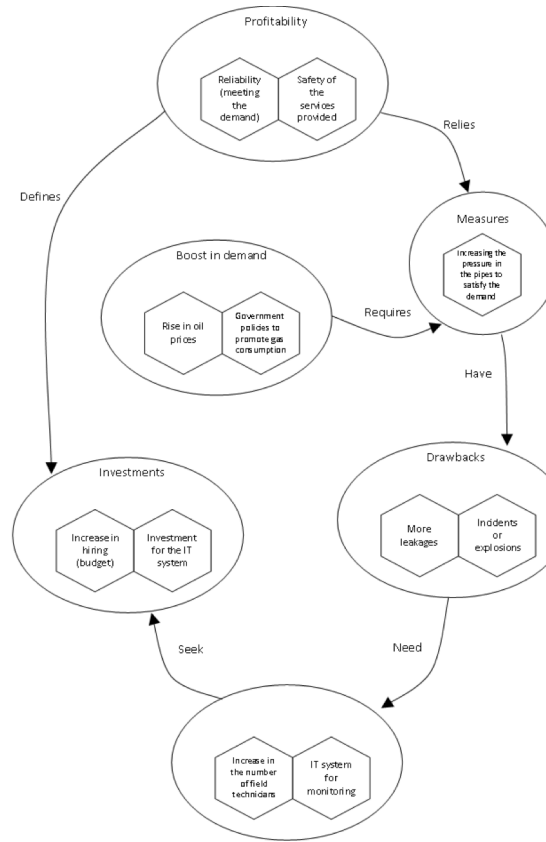 Profitability
Reliability
(meeting
the
demand)
Safety of
the
services
provided
Relies
Defines
Measures
Increasing the
pressure in
the pipes to
satisfy the
demand
Boost in demand
Rise in oil
prices
Government
policies to
promote gas
consumption
Requires
Have
Investments
Increase in
hiring
(budget)
Investment
for the IT
system
Drawbacks
More
leakages
Incidents
or
explosions
Seek
Need
Increase in
the number
of field
technicians
IT system
for
monitoring